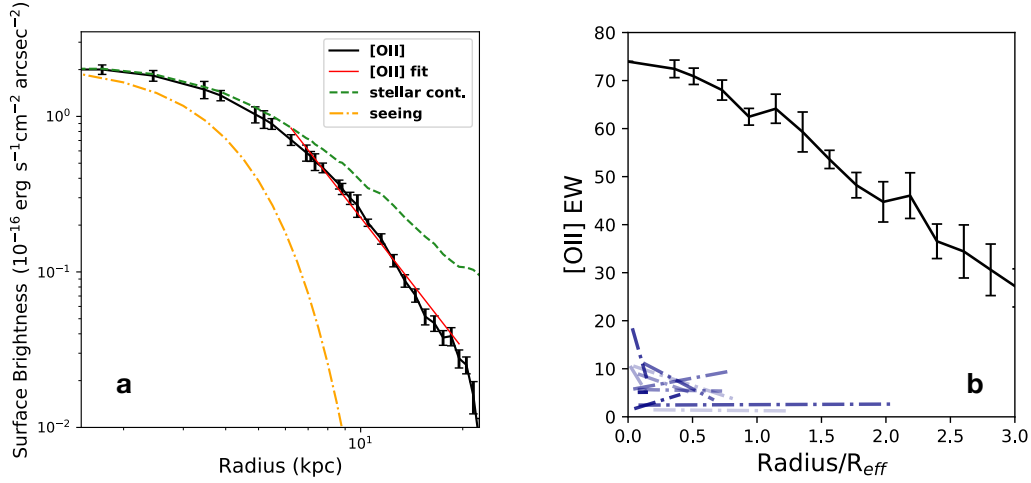 Surface Brightness (10⁻¹⁶ erg s⁻¹cm⁻² arcsec⁻²)
10⁰
10⁻¹
10⁻²
[OII]
[OII] fit
stellar cont.
seeing
a
10¹
Radius (kpc)
[OII] EW
80
70
60
50
40
30
20
10
0
b
0.0 0.5 1.0 1.5 2.0 2.5 3.0
Radius/R_eff